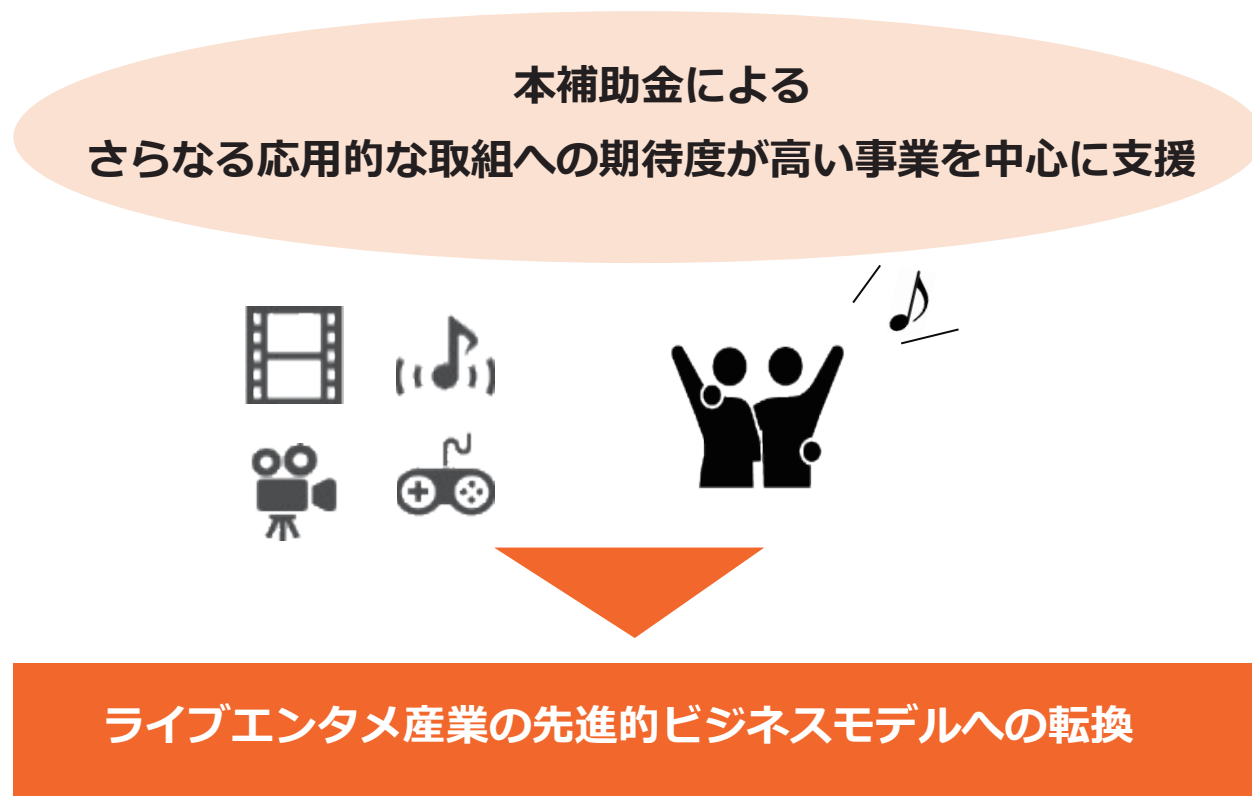 本補助金による
さらなる応用的な取組への期待度が高い事業を中心に支援
ライブエンタメ産業の先進的ビジネスモデルへの転換